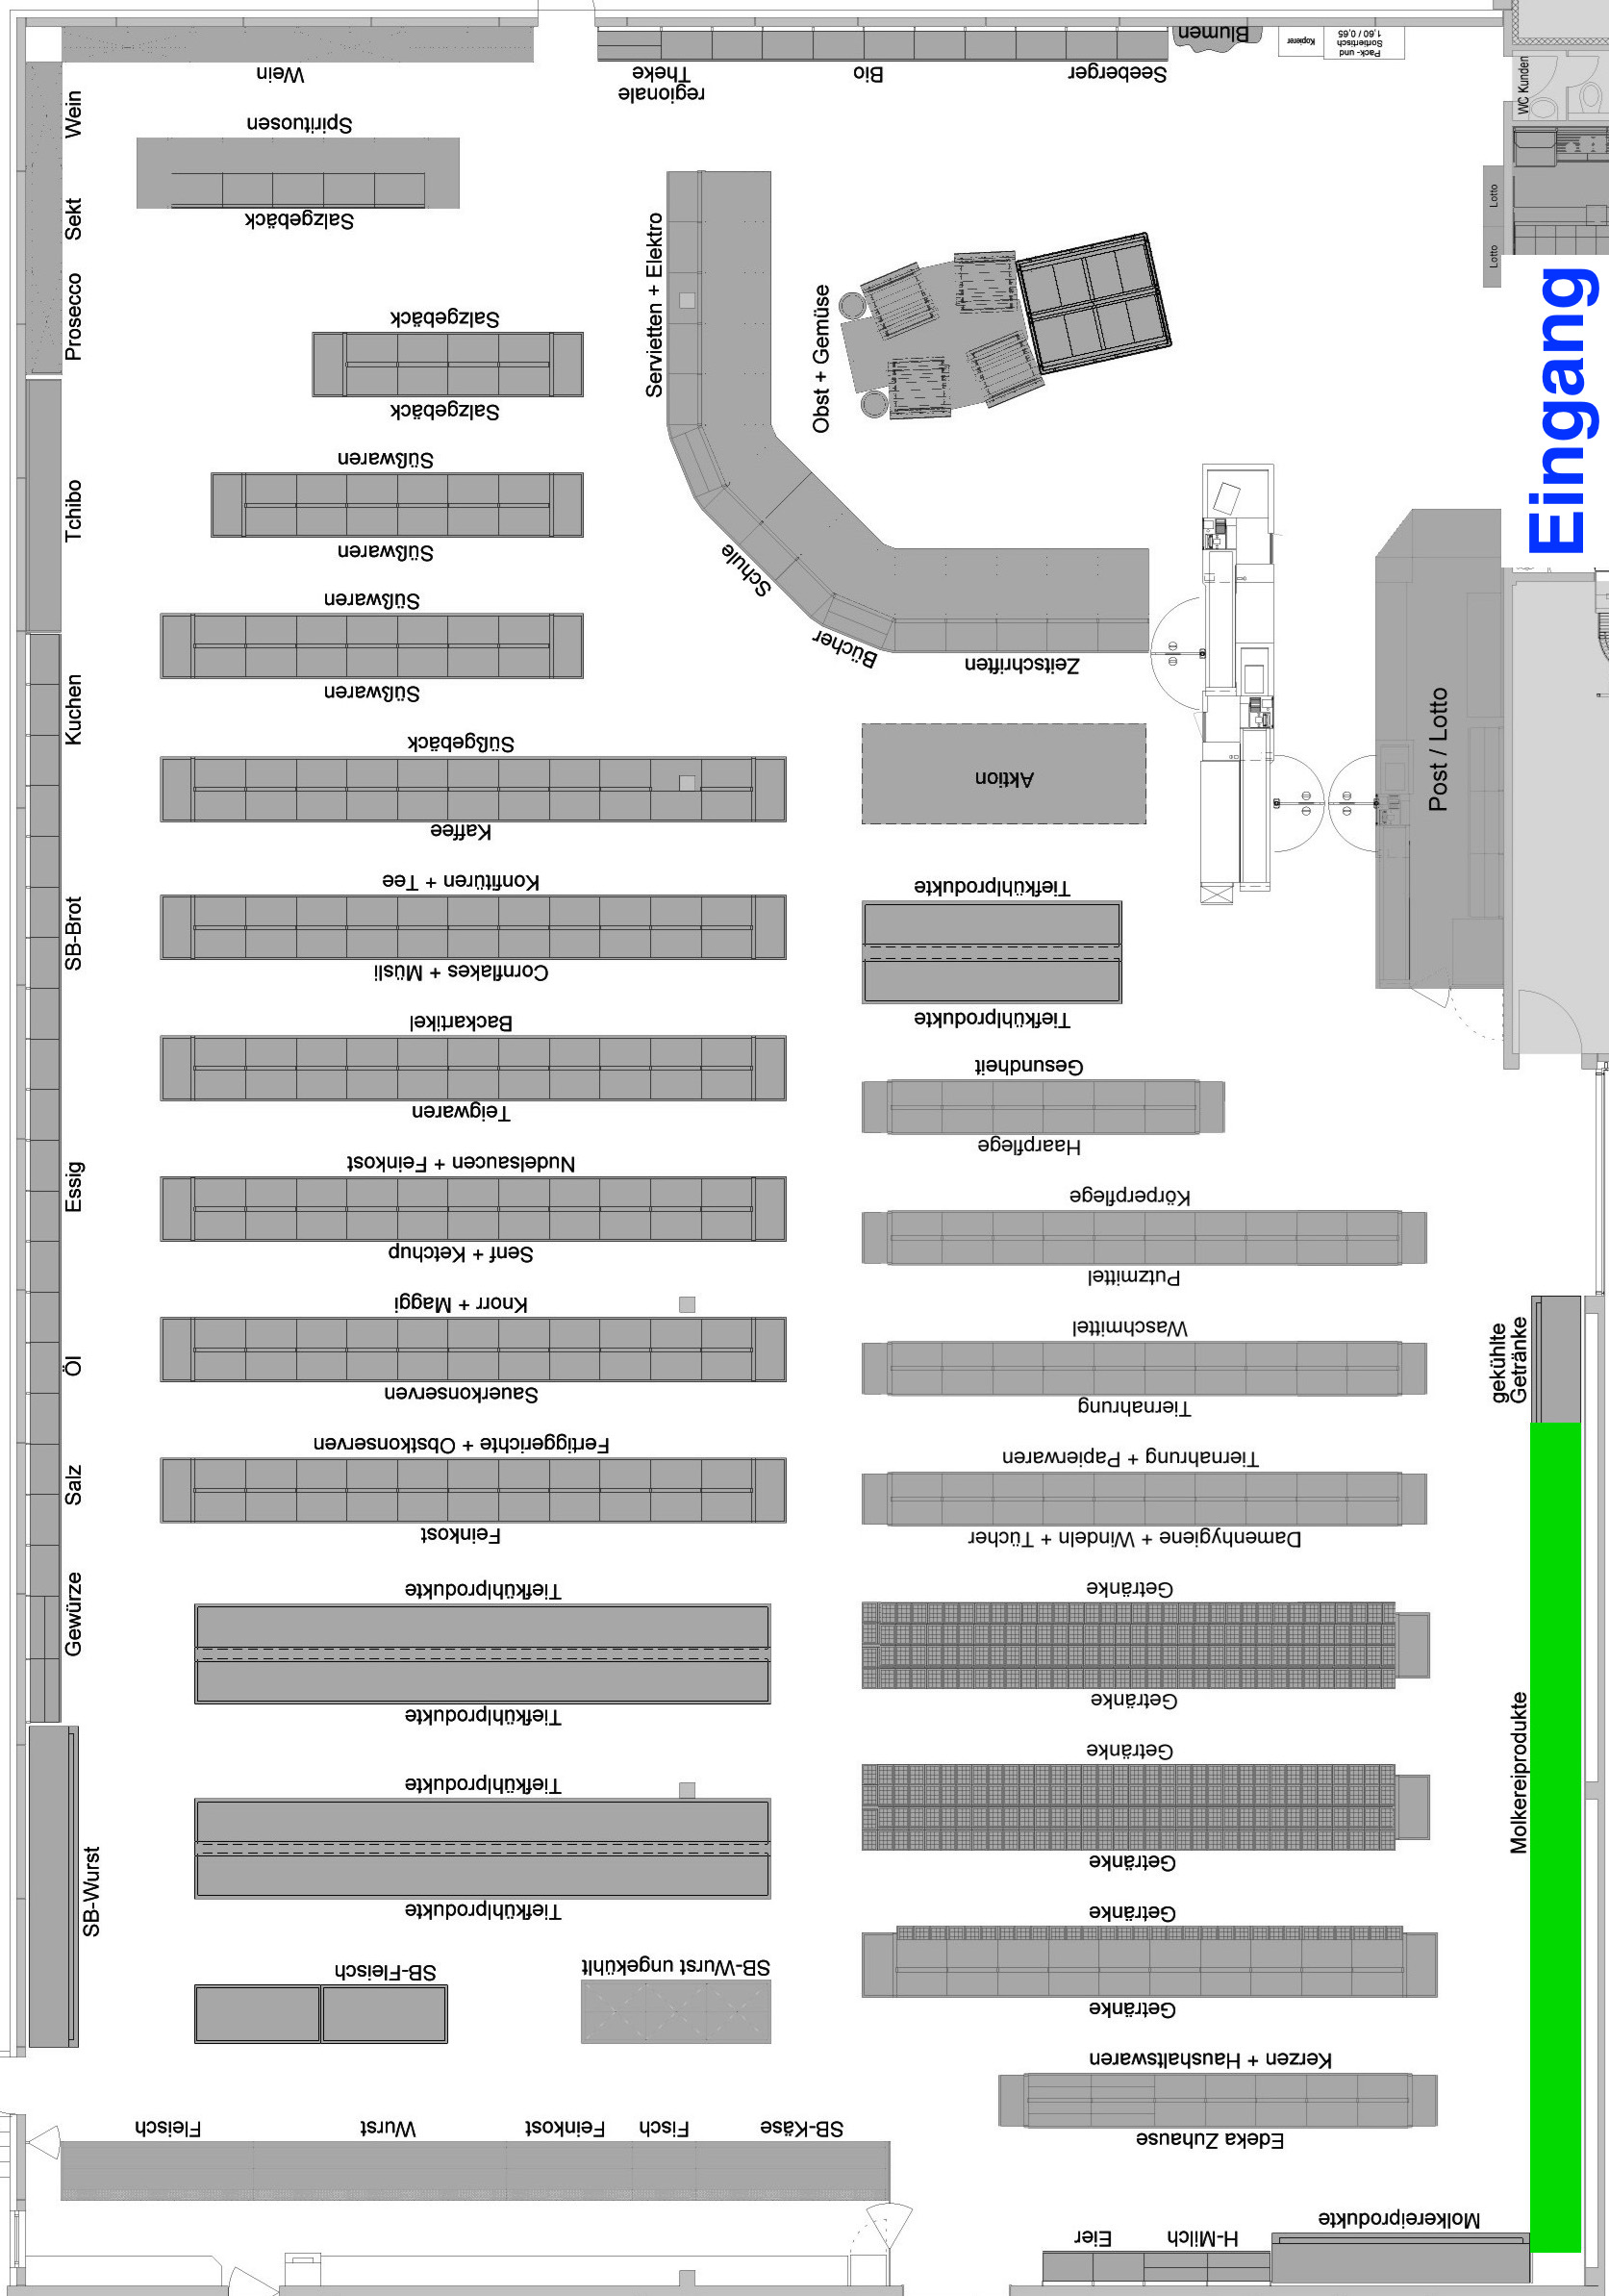 Blumen
Kopierer
Pack- und
Sortiertisch
1,60 / 0,65
Wein
regionale
Theke
Bio
Seeberger
WC Kunden
Wein
Spirituosen
Salzgebäck
Sekt
Lotto
Lotto
Prosecco
Servietten + Elektro
Obst + Gemüse
Eingang
Salzgebäck
Salzgebäck
Tchibo
Süßwaren
Süßwaren
Schule
Bücher
Zeitschriften
Süßwaren
Süßwaren
Kuchen
Süßgebäck
Kaffee
Aktion
Post / Lotto
SB-Brot
Konfitüren + Tee
Cornflakes + Müsli
Tiefkühlprodukte
Tiefkühlprodukte
Backartikel
Teigwaren
Gesundheit
Haarpflege
Essig
Nudelsaucen + Feinkost
Senf + Ketchup
Körperpflege
Putzmittel
Öl
Knorr + Maggi
Sauerkonserven
Waschmittel
Tiernahrung
gekühlte
Getränke
Salz
Fertiggerichte + Obstkonserven
Feinkost
Tiernahrung + Papierwaren
Damenhygiene + Windeln + Tücher
Gewürze
Tiefkühlprodukte
Tiefkühlprodukte
Getränke
Getränke
Molkereiprodukte
Tiefkühlprodukte
Tiefkühlprodukte
Getränke
Getränke
SB-Wurst
SB-Fleisch
SB-Wurst ungekühlt
Getränke
Getränke
Kerzen + Haushaltswaren
Edeka Zuhause
Fleisch
Wurst
Feinkost
Fisch
SB-Käse
Eier
H-Milch
Molkereiprodukte